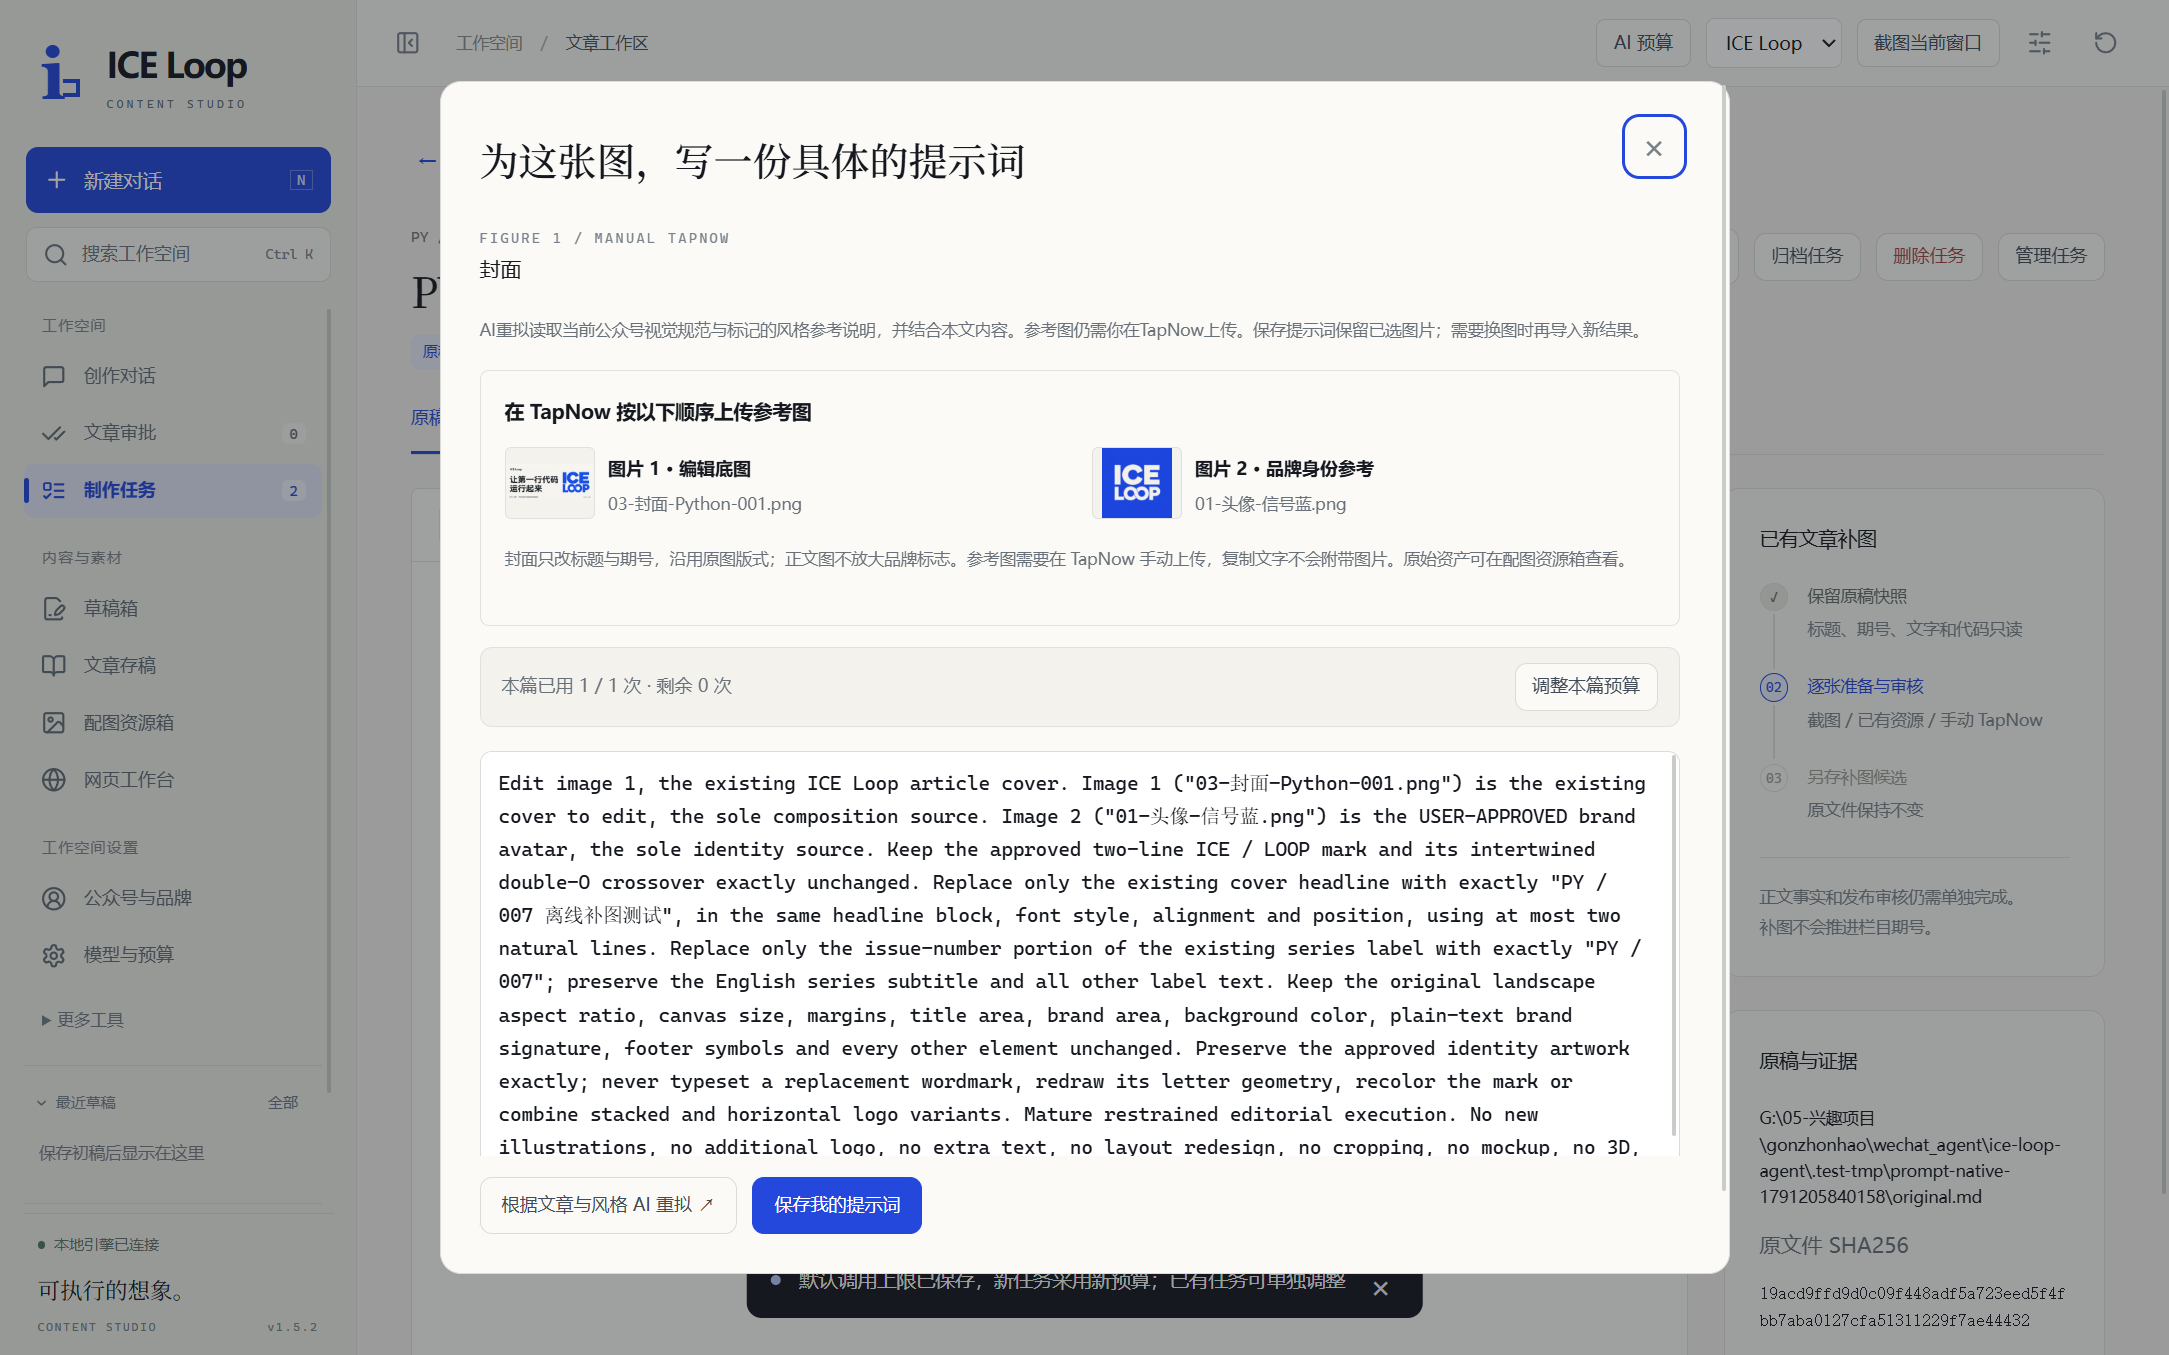 ICE Loop
CONTENT STUDIO
新建对话
N
搜索工作空间
Ctrl K
工作空间
创作对话
文章审批
0
制作任务
2
内容与素材
草稿箱
文章存稿
配图资源箱
网页工作台
工作空间设置
公众号与品牌
模型与预算
更多工具
最近草稿
全部
保存初稿后显示在这里
本地引擎已连接
可执行的想象。
CONTENT STUDIO
v1.5.2
工作空间 / 文章工作区
AI 预算
ICE Loop
截图当前窗口
←
PY
归档任务
删除任务
管理任务
为这张图，写一份具体的提示词
FIGURE 1 / MANUAL TAPNOW
封面
AI重拟读取当前公众号视觉规范与标记的风格参考说明，并结合本文内容。参考图仍需你在TapNow上传。保存提示词保留已选图片；需要换图时再导入新结果。
在 TapNow 按以下顺序上传参考图
让第一行代码
运行起来
ICE
LOOP
图片 1 • 编辑底图
03-封面-Python-001.png
ICE
LOOP
图片 2 • 品牌身份参考
01-头像-信号蓝.png
封面只改标题与期号，沿用原图版式；正文图不放大品牌标志。参考图需要在 TapNow 手动上传，复制文字不会附带图片。原始资产可在配图资源箱查看。
本篇已用 1 / 1 次 · 剩余 0 次
调整本篇预算
Edit image 1, the existing ICE Loop article cover. Image 1 ("03-封面-Python-001.png") is the existing
cover to edit, the sole composition source. Image 2 ("01-头像-信号蓝.png") is the USER-APPROVED brand
avatar, the sole identity source. Keep the approved two-line ICE / LOOP mark and its intertwined
double-O crossover exactly unchanged. Replace only the existing cover headline with exactly "PY /
007 离线补图测试", in the same headline block, font style, alignment and position, using at most two
natural lines. Replace only the issue-number portion of the existing series label with exactly "PY /
007"; preserve the English series subtitle and all other label text. Keep the original landscape
aspect ratio, canvas size, margins, title area, brand area, background color, plain-text brand
signature, footer symbols and every other element unchanged. Preserve the approved identity artwork
exactly; never typeset a replacement wordmark, redraw its letter geometry, recolor the mark or
combine stacked and horizontal logo variants. Mature restrained editorial execution. No new
illustrations, no additional logo, no extra text, no layout redesign, no cropping, no mockup, no 3D,
根据文章与风格 AI 重拟 ↗
保存我的提示词
默认调用上限已保存，新任务采用新预算；已有任务可单独调整
已有文章补图
保留原稿快照
标题、期号、文字和代码只读
02
逐张准备与审核
截图 / 已有资源 / 手动 TapNow
03
另存补图候选
原文件保持不变
正文事实和发布审核仍需单独完成。
补图不会推进栏目期号。
原稿与证据
G:\05-兴趣项目
\gonzhonhao\wechat_agent\ice-loop-
agent\.test-tmp\prompt-native-
1791205840158\original.md
原文件 SHA256
19acd9ffd9d0c09f448adf5a723eed5f4f
bb7aba0127cfa51311229f7ae44432